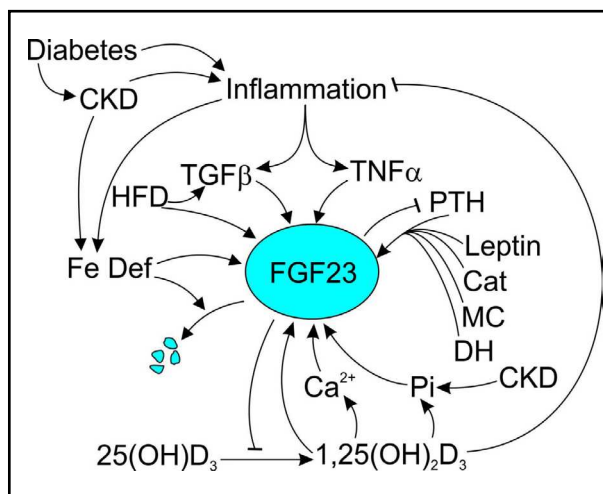 Diabetes
CKD
Inflammation
TGFβ
TNFα
HFD
PTH
Leptin
Fe Def
FGF23
Cat
MC
DH
Ca²⁺
Pi
CKD
25(OH)D₃
1,25(OH)₂D₃